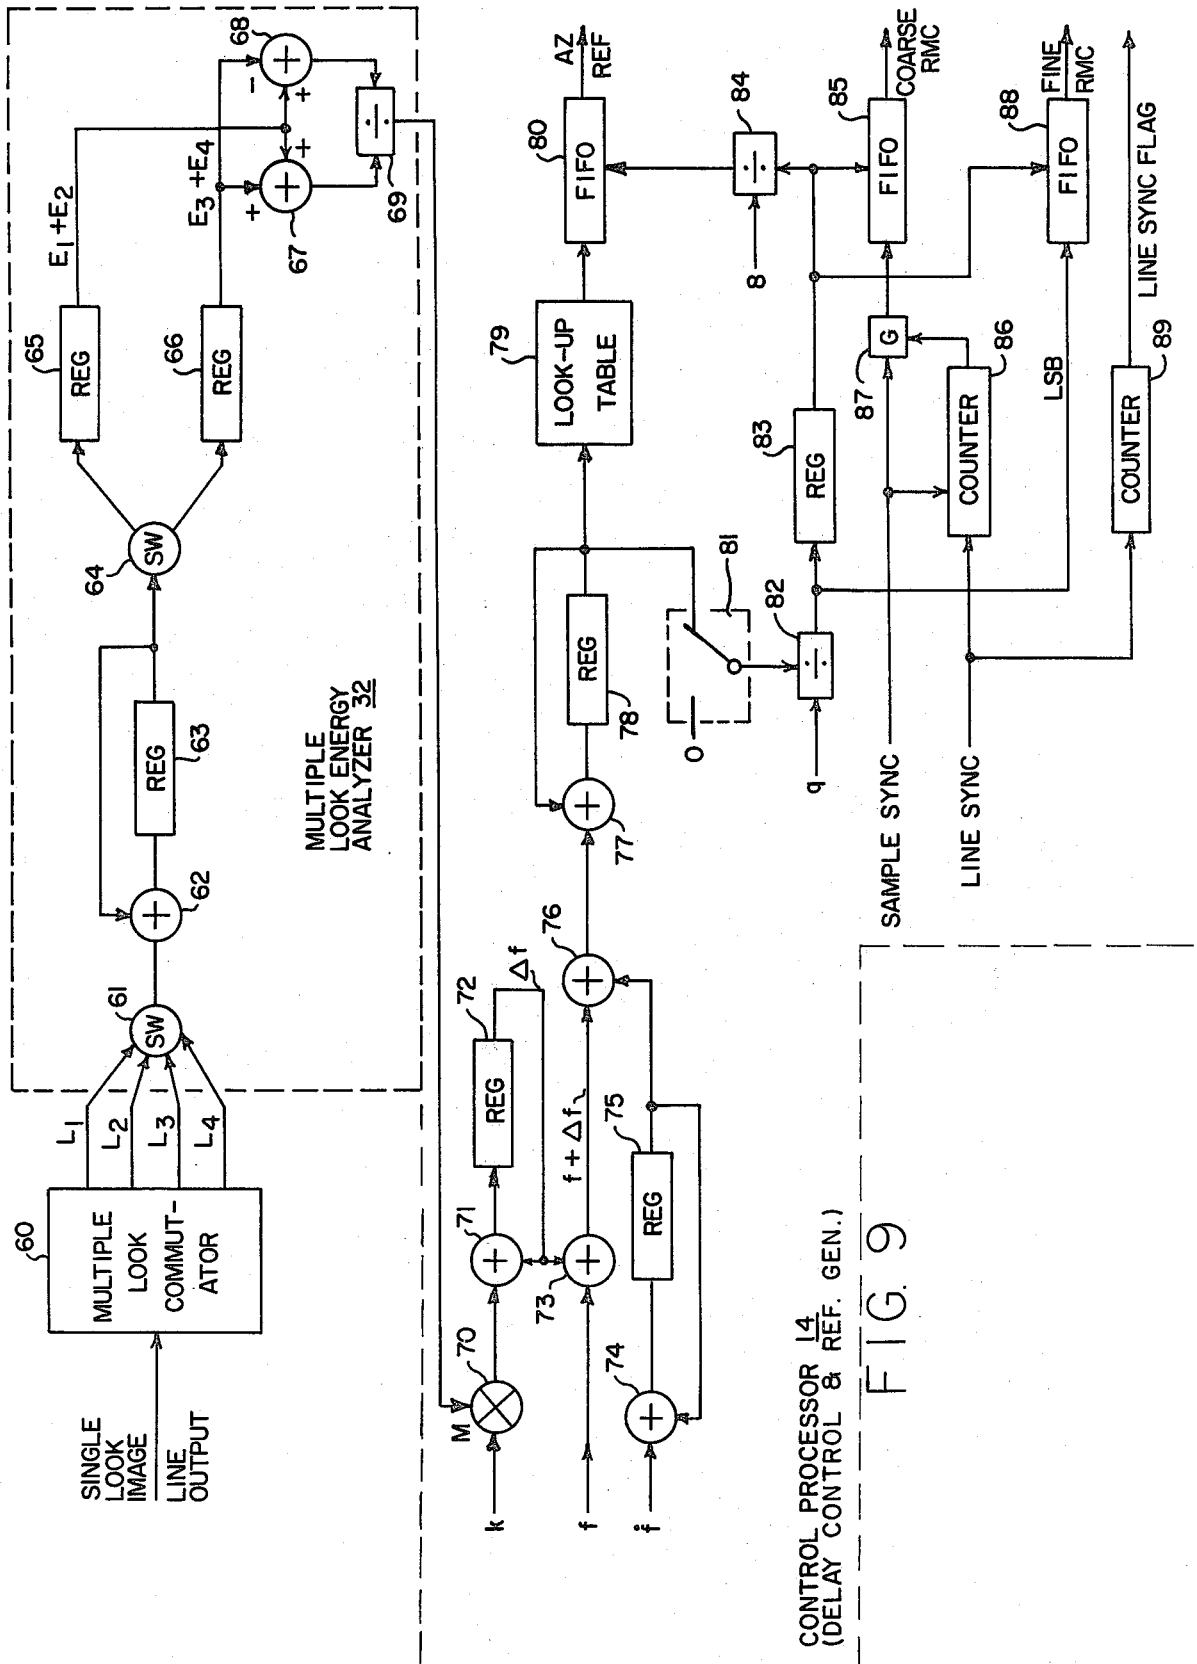 SINGLE
LOOK
IMAGE
LINE
OUTPUT
60
MULTIPLE
LOOK
COMMUT-
ATOR
L1
L2
L3
L4
61
SW
62
+
REG
63
64
SW
65
REG
66
REG
E1+E2
E3+E4
+
+
67
+
-
+
68
+
÷
69
MULTIPLE
LOOK ENERGY
ANALYZER 32
k
M
70
71
+
REG
72
Δf
f
73
+
f+Δf
76
+
ḟ
74
+
REG
75
77
+
REG
78
79
LOOK-UP
TABLE
80
FIFO
AZ
REF
0
81
q
82
÷
83
REG
8
÷
84
FIFO
85
COARSE
RMC
SAMPLE SYNC
87
G
LINE SYNC
COUNTER
86
LSB
FIFO
88
FINE
RMC
COUNTER
89
LINE SYNC FLAG
CONTROL PROCESSOR 14
(DELAY CONTROL & REF. GEN.)
FIG. 9